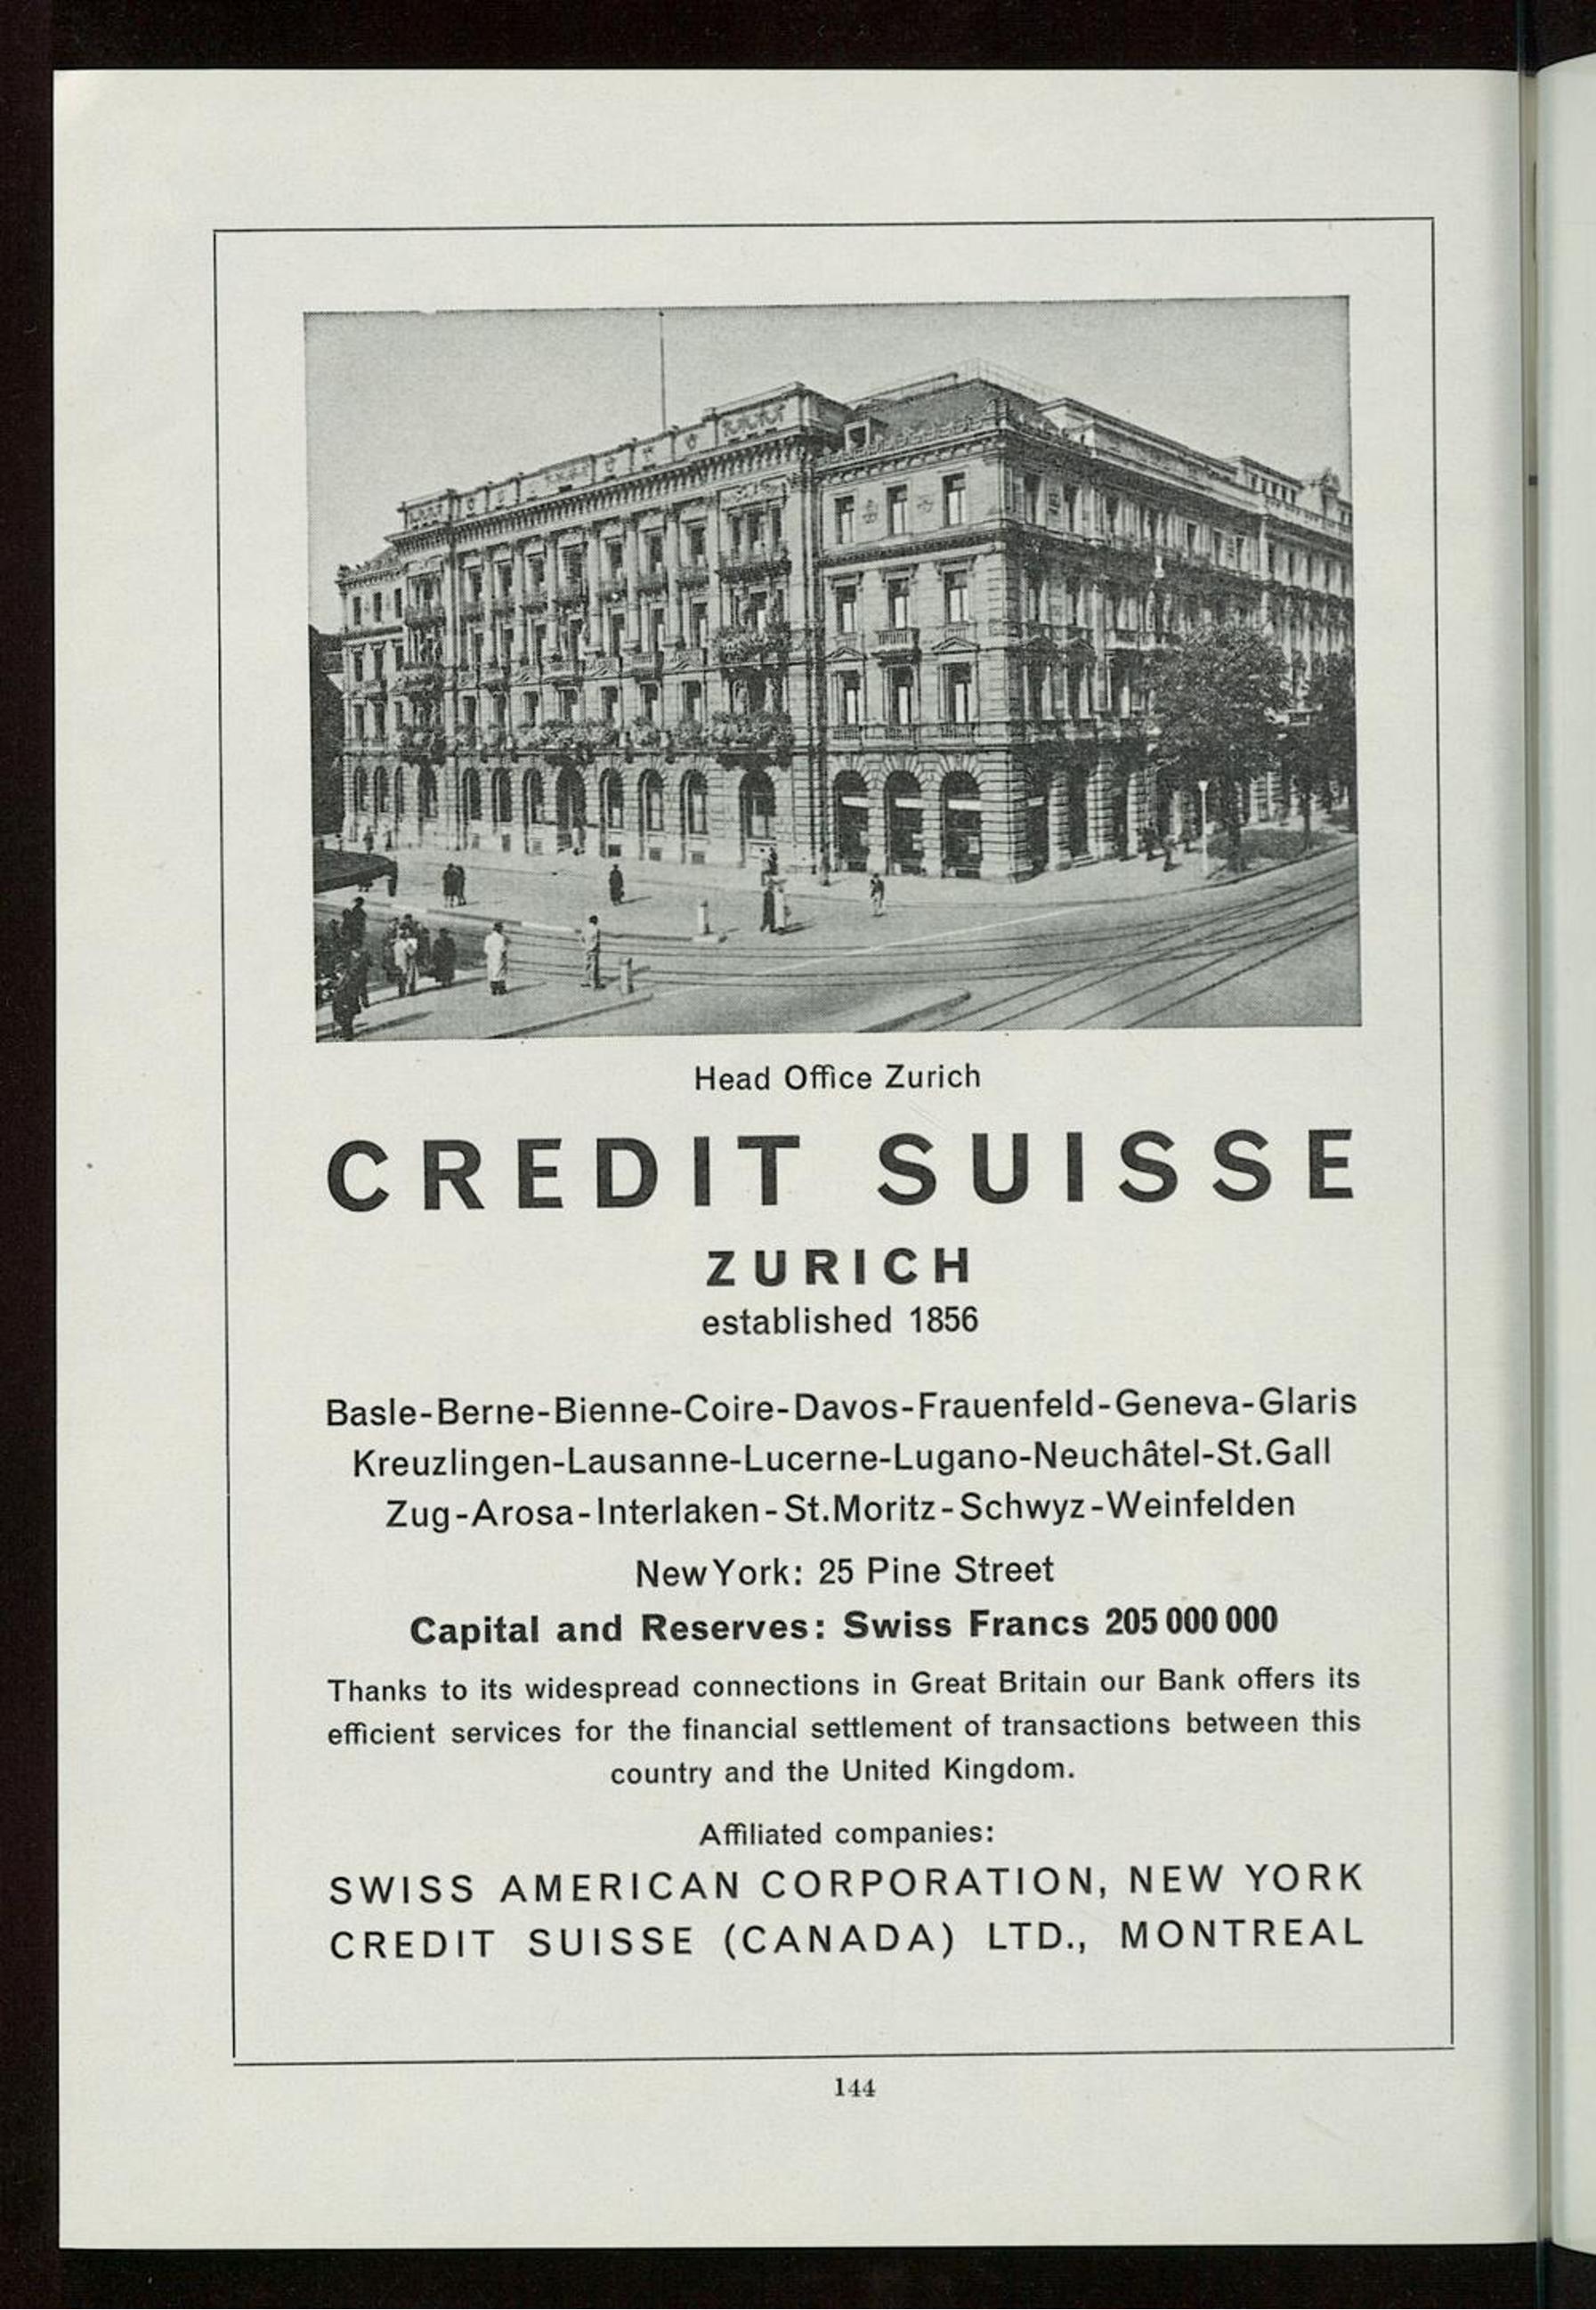 Head Office Zurich
CREDIT SUISSE
ZURICH
established 1856
Basle-Berne-Bienne-Coire-Davos-Frauenfeld-Geneva-Glaris
Kreuzlingen-Lausanne-Lucerne-Lugano-Neuchâtel-St.Gall
Zug-Arosa-Interlaken-St.Moritz-Schwyz-Weinfelden
New York: 25 Pine Street
Capital and Reserves: Swiss Francs 205 000 000
Thanks to its widespread connections in Great Britain our Bank offers its
efficient services for the financial settlement of transactions between this
country and the United Kingdom.
Affiliated companies:
SWISS AMERICAN CORPORATION, NEW YORK
CREDIT SUISSE (CANADA) LTD., MONTREAL
144